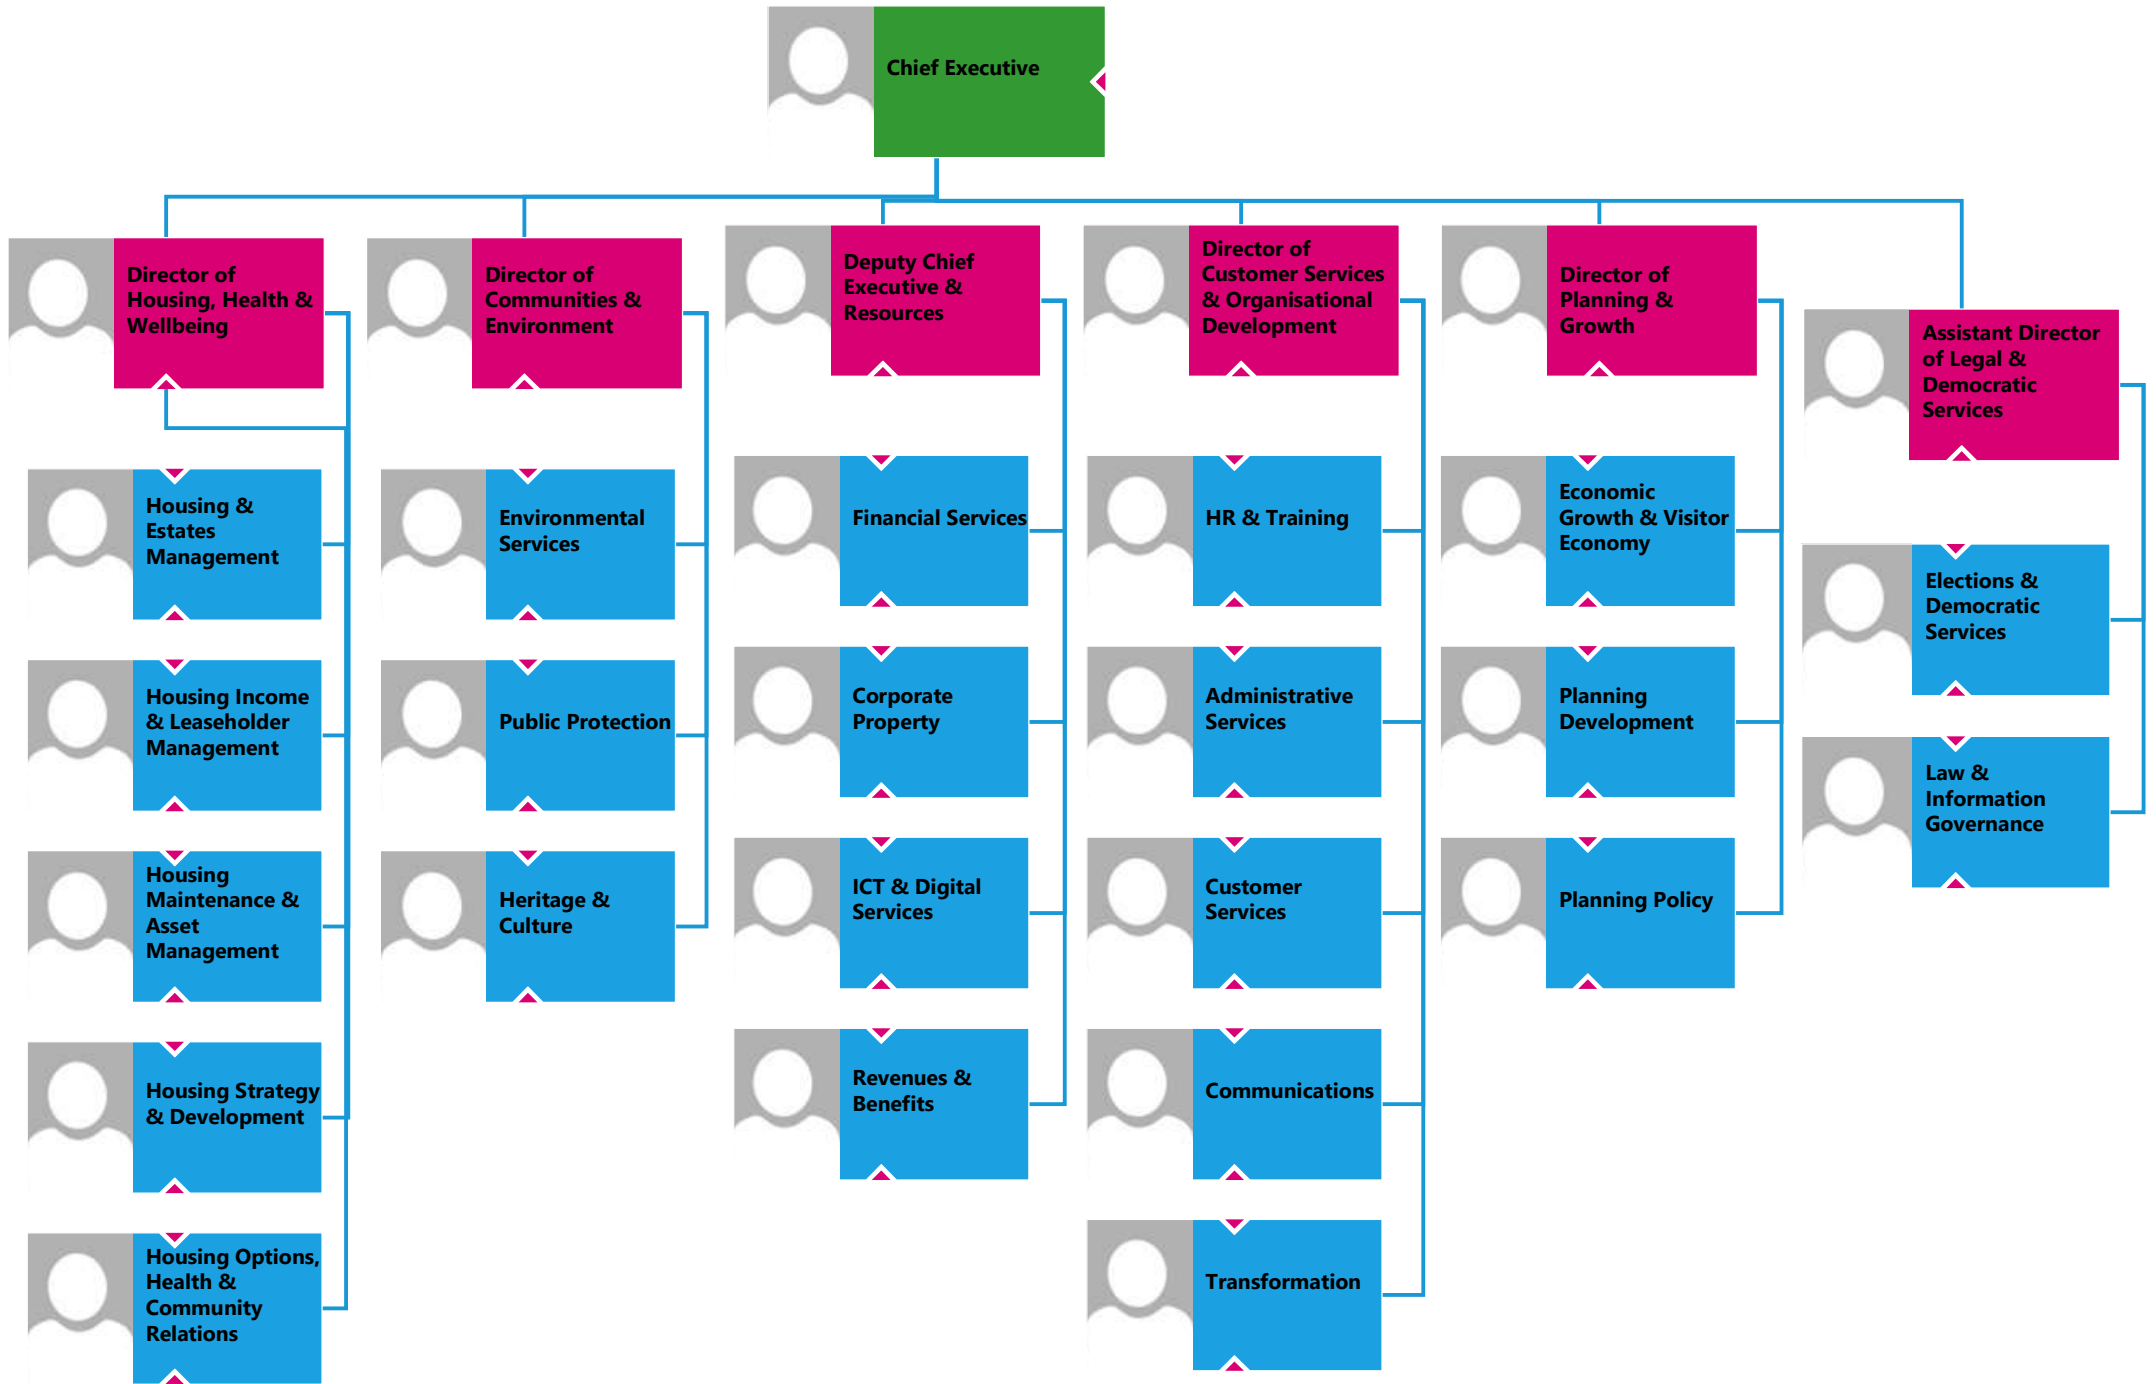 Chief Executive
Director of
Housing, Health &
Wellbeing
Director of
Communities &
Environment
Deputy Chief
Executive &
Resources
Director of
Customer Services
& Organisational
Development
Director of
Planning &
Growth
Assistant Director
of Legal &
Democratic
Services
Housing &
Estates
Management
Housing Income
& Leaseholder
Management
Housing
Maintenance &
Asset
Management
Housing Strategy
& Development
Housing Options,
Health &
Community
Relations
Environmental
Services
Public Protection
Heritage &
Culture
Financial Services
Corporate
Property
ICT & Digital
Services
Revenues &
Benefits
HR & Training
Administrative
Services
Customer
Services
Communications
Transformation
Economic
Growth & Visitor
Economy
Planning
Development
Planning Policy
Elections &
Democratic
Services
Law &
Information
Governance